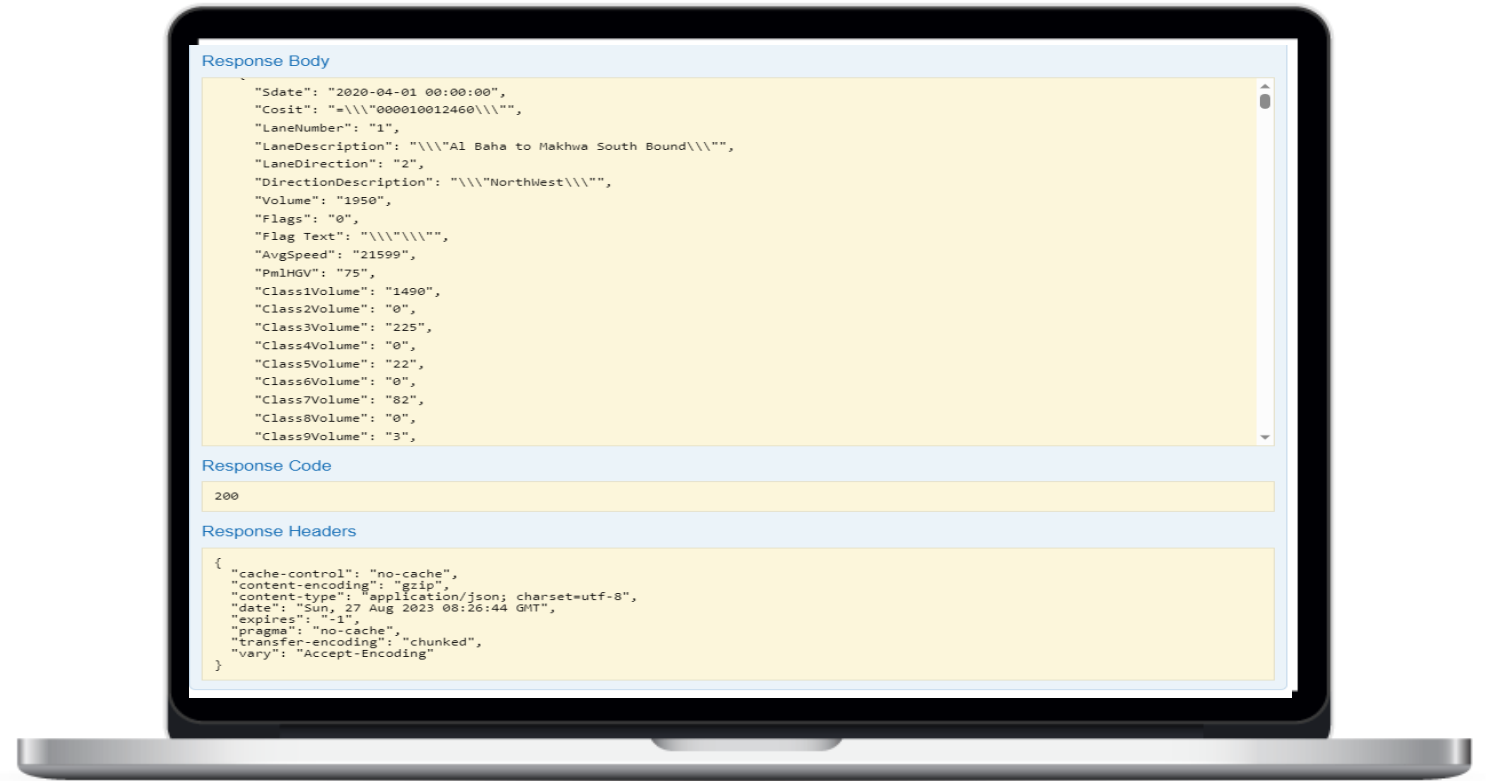 Response Body
"Sdate": "2020-04-01 00:00:00",
"Cosit": "=\\\"000010012460\\\"",
"LaneNumber": "1",
"LaneDescription": "\\\"Al Baha to Makhwa South Bound\\\"",
"LaneDirection": "2",
"DirectionDescription": "\\\"NorthWest\\\"",
"Volume": "1950",
"Flags": "0",
"Flag Text": "\\\"\\\"",
"AvgSpeed": "21599",
"PmlHGV": "75",
"Class1Volume": "1490",
"Class2Volume": "0",
"Class3Volume": "225",
"Class4Volume": "0",
"Class5Volume": "22",
"Class6Volume": "0",
"Class7Volume": "82",
"Class8Volume": "0",
"Class9Volume": "3",
Response Code
200
Response Headers
{
"cache-control": "no-cache",
"content-encoding": "gzip",
"content-type": "application/json; charset=utf-8",
"date": "Sun, 27 Aug 2023 08:26:44 GMT",
"expires": "-1",
"pragma": "no-cache",
"transfer-encoding": "chunked",
"vary": "Accept-Encoding"
}